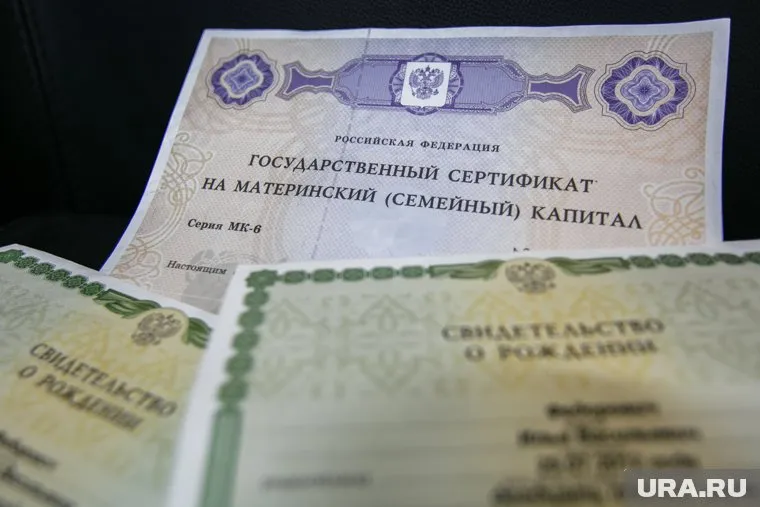 РОССИЙСКАЯ ФЕДЕРАЦИЯ
ГОСУДАРСТВЕННЫЙ СЕРТИФИКАТ
НА МАТЕРИНСКИЙ (СЕМЕЙНЫЙ) КАПИТАЛ
Серия МК-6
Настоящим
СВИДЕТЕЛЬСТВО
О РОЖДЕНИИ
СВИДЕТЕЛЬСТВО
О РОЖДЕНИИ
URA.RU